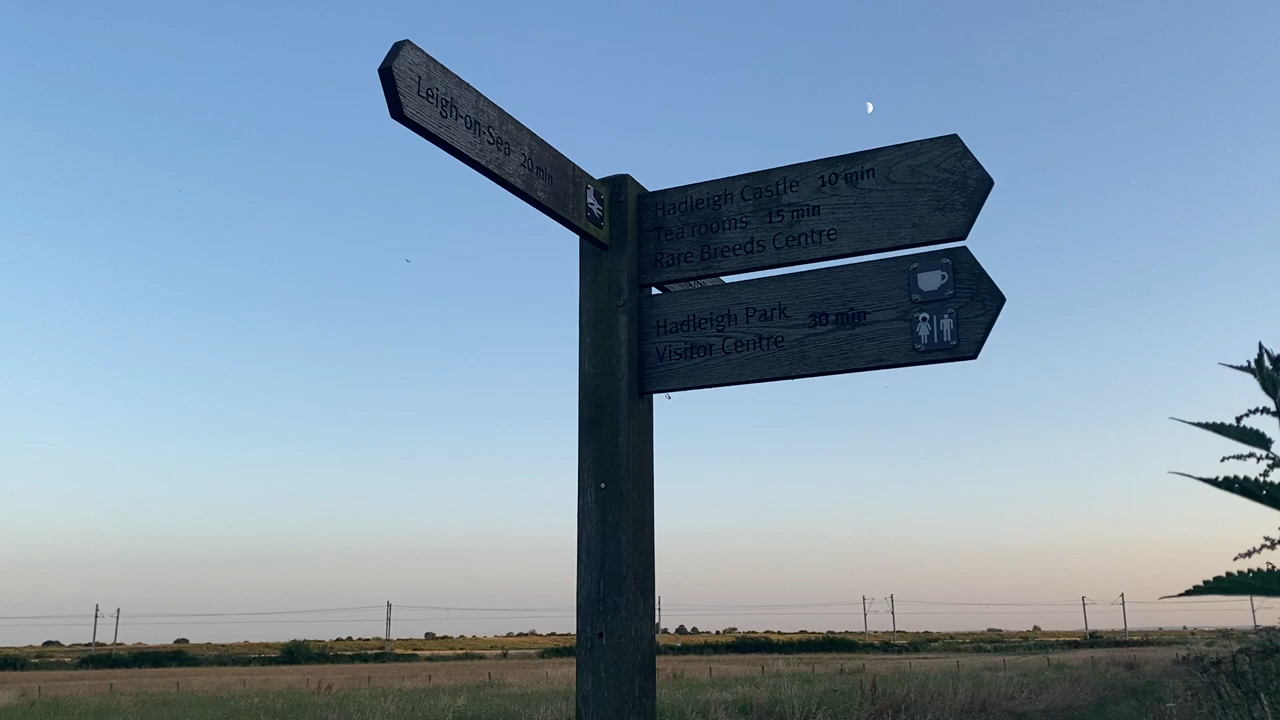 Leigh-on-Sea 20 min
Hadleigh Castle 10 min
Tea rooms 15 min
Rare Breeds Centre
Hadleigh Park 30 min
Visitor Centre